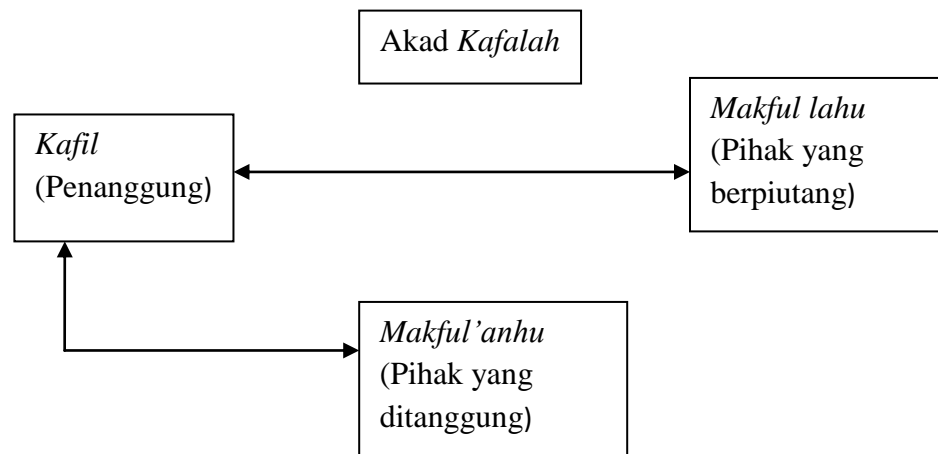 Akad Kafalah
Kafil
(Penanggung)
Makful lahu
(Pihak yang
berpiutang)
Makful’anhu
(Pihak yang
ditanggung)